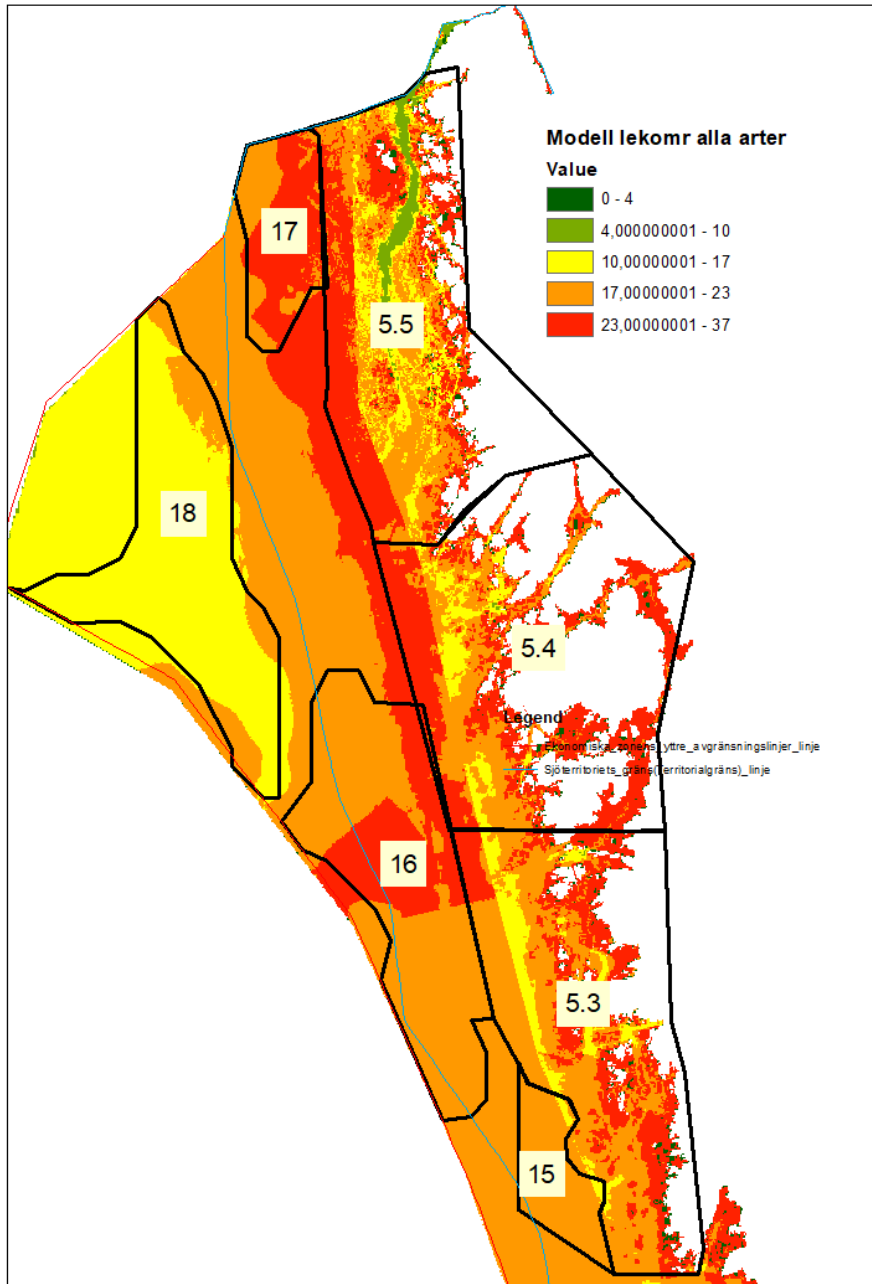 Modell lekomr alla arter
Value
0 - 4
4,000000001 - 10
10,00000001 - 17
17,00000001 - 23
23,00000001 - 37
17
5.5
18
5.4
Legend
Ekonomiska_zonens_yttre_avgränsningslinjer_linje
Sjöterritoriets_gräns(Territorialgräns)_linje
16
5.3
15